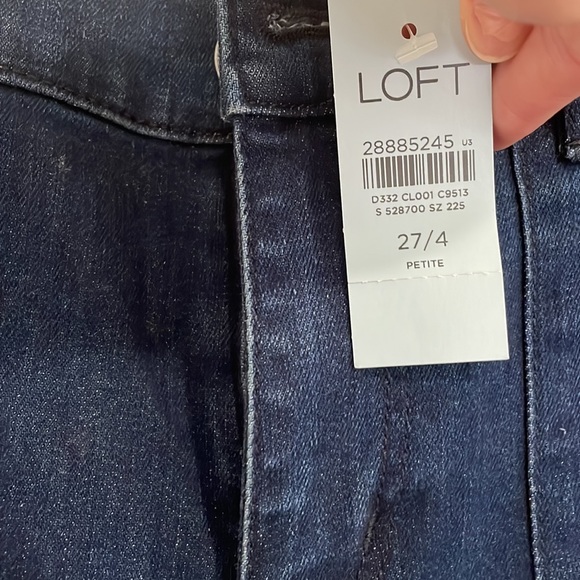 LOFT
28885245 U3
D332 CL001 C9513
S 528700 SZ 225
27/4
PETITE